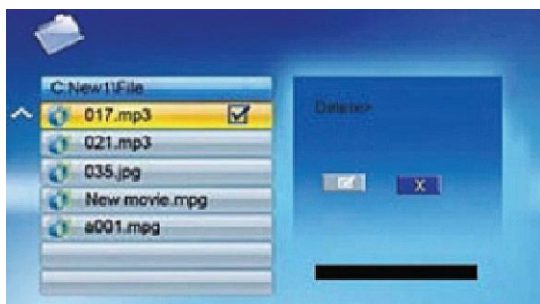 C:New1\File
017.mp3
021.mp3
035.jpg
New movie.mpg
a001.mpg
Delete>
X